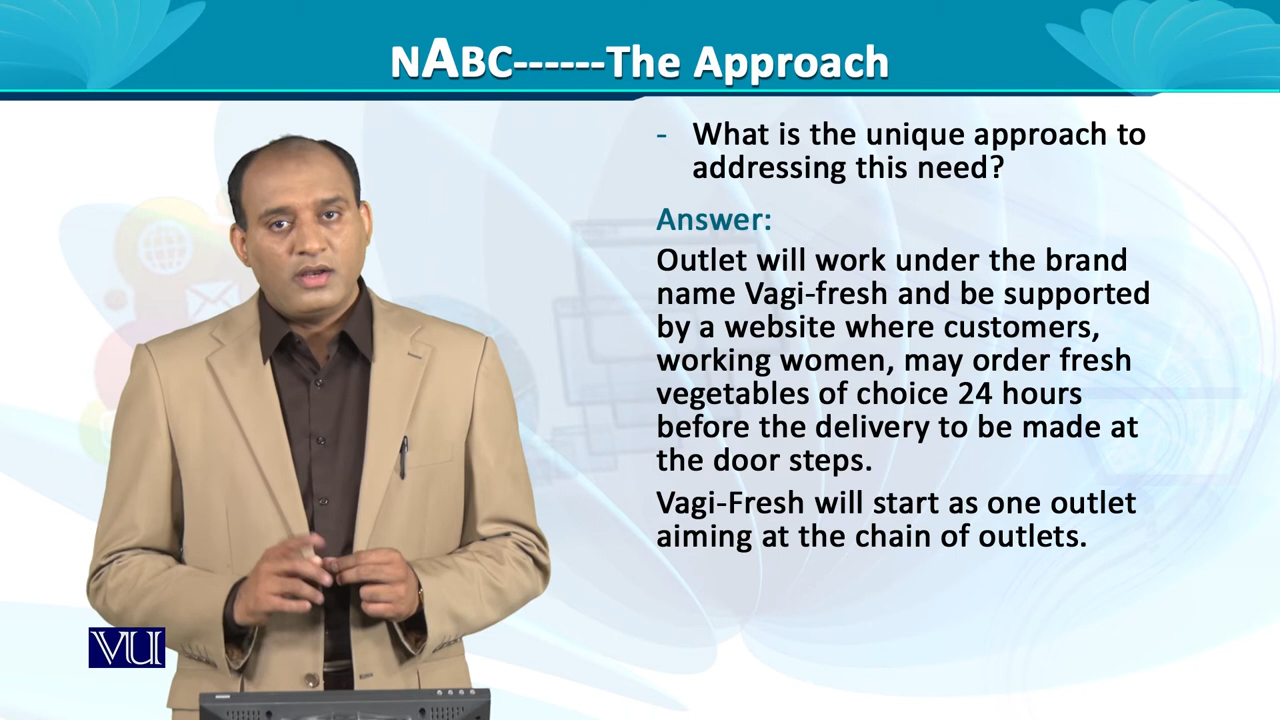 NABC------The Approach
- What is the unique approach to
addressing this need?
Answer:
Outlet will work under the brand
name Vagi-fresh and be supported
by a website where customers,
working women, may order fresh
vegetables of choice 24 hours
before the delivery to be made at
the door steps.
Vagi-Fresh will start as one outlet
aiming at the chain of outlets.
VU